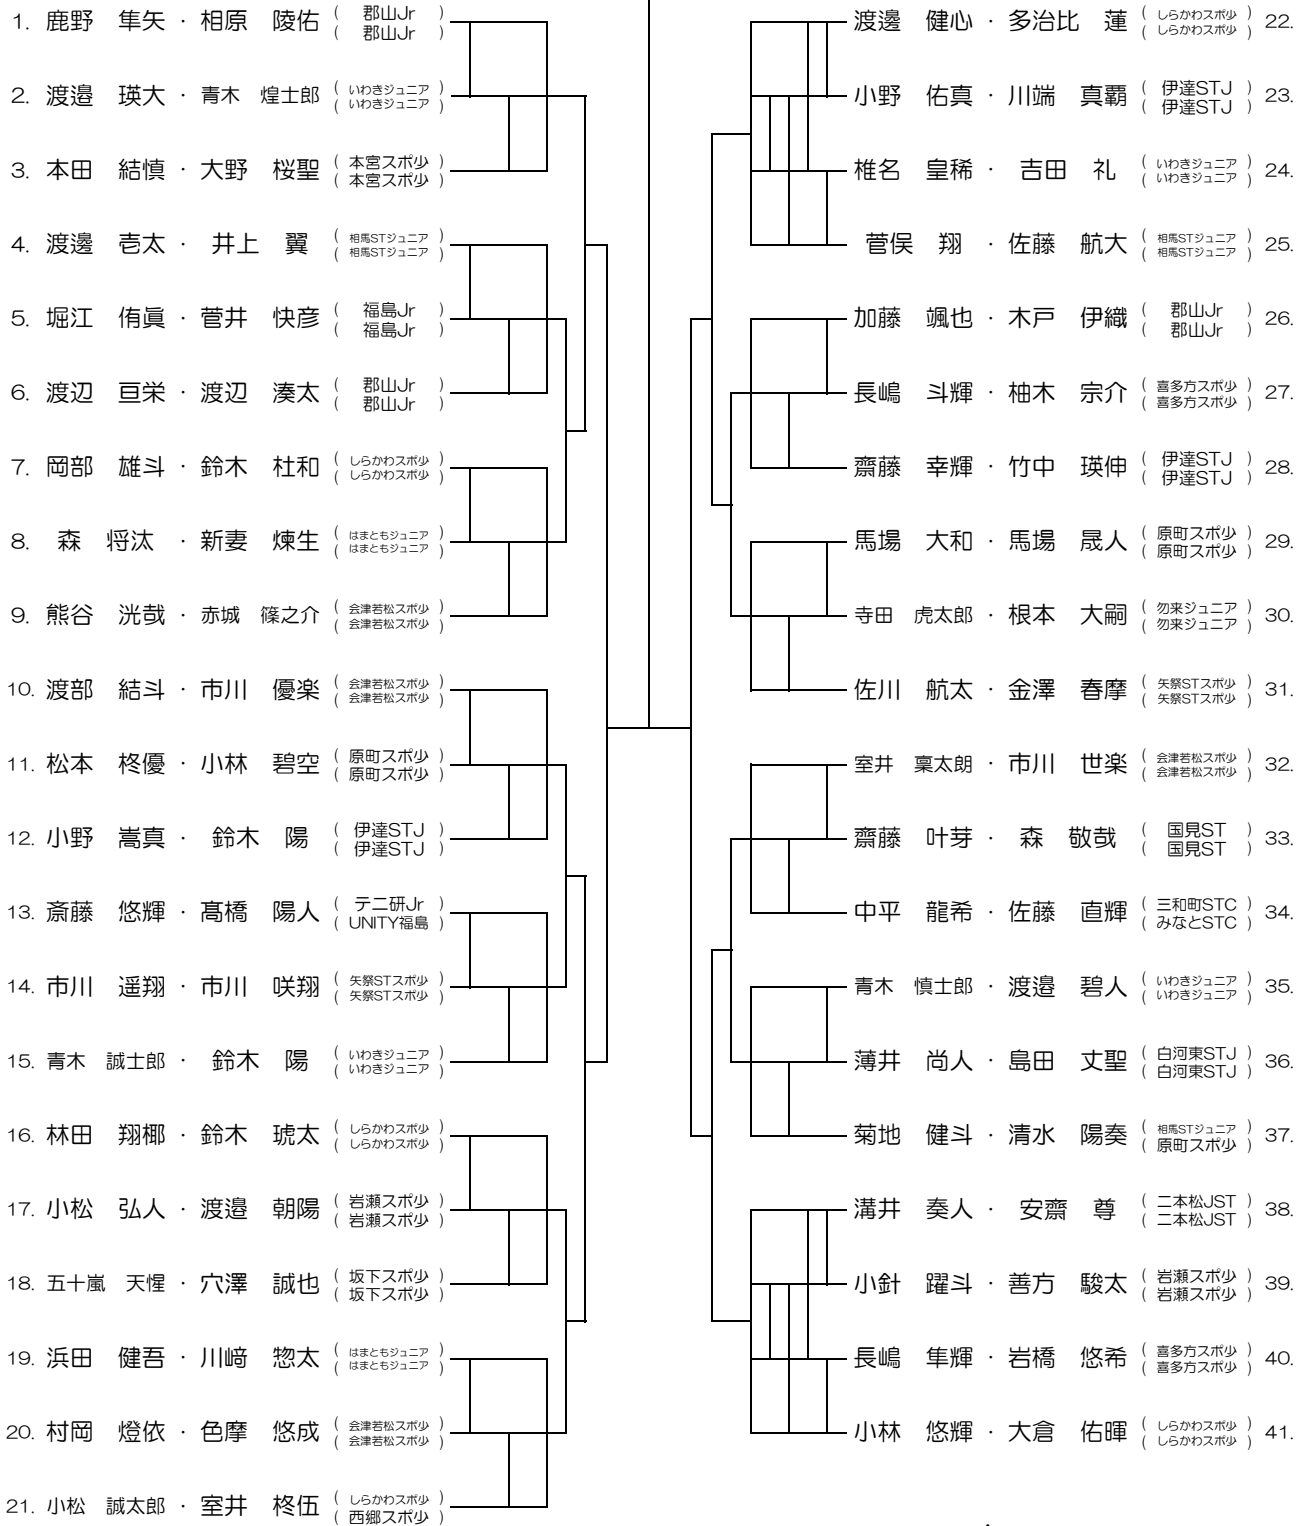 1. 鹿野 隼矢 ・ 相原 陵佑 ( 郡山Jr ) ( 郡山Jr )
2. 渡邉 瑛大 ・ 青木 煌士郎 ( いわきジュニア ) ( いわきジュニア )
3. 本田 結慎 ・ 大野 桜聖 ( 本宮スポ少 ) ( 本宮スポ少 )
4. 渡邊 壱太 ・ 井上 翼 ( 相馬STジュニア ) ( 相馬STジュニア )
5. 堀江 侑眞 ・ 菅井 快彦 ( 福島Jr ) ( 福島Jr )
6. 渡辺 亘栄 ・ 渡辺 湊太 ( 郡山Jr ) ( 郡山Jr )
7. 岡部 雄斗 ・ 鈴木 杜和 ( しらかわスポ少 ) ( しらかわスポ少 )
8. 森 将汰 ・ 新妻 煉生 ( はまともジュニア ) ( はまともジュニア )
9. 熊谷 洸哉 ・ 赤城 篠之介 ( 会津若松スポ少 ) ( 会津若松スポ少 )
10. 渡部 結斗 ・ 市川 優楽 ( 会津若松スポ少 ) ( 会津若松スポ少 )
11. 松本 柊優 ・ 小林 碧空 ( 原町スポ少 ) ( 原町スポ少 )
12. 小野 嵩真 ・ 鈴木 陽 ( 伊達STJ ) ( 伊達STJ )
13. 斎藤 悠輝 ・ 髙橋 陽人 ( テニ研Jr ) ( UNITY福島 )
14. 市川 遥翔 ・ 市川 咲翔 ( 矢祭STスポ少 ) ( 矢祭STスポ少 )
15. 青木 誠士郎 ・ 鈴木 陽 ( いわきジュニア ) ( いわきジュニア )
16. 林田 翔梛 ・ 鈴木 琥太 ( しらかわスポ少 ) ( しらかわスポ少 )
17. 小松 弘人 ・ 渡邉 朝陽 ( 岩瀬スポ少 ) ( 岩瀬スポ少 )
18. 五十嵐 天惺 ・ 穴澤 誠也 ( 坂下スポ少 ) ( 坂下スポ少 )
19. 浜田 健吾 ・ 川﨑 惣太 ( はまともジュニア ) ( はまともジュニア )
20. 村岡 燈依 ・ 色摩 悠成 ( 会津若松スポ少 ) ( 会津若松スポ少 )
21. 小松 誠太郎 ・ 室井 柊伍 ( しらかわスポ少 ) ( 西郷スポ少 )
渡邊 健心 ・ 多治比 蓮 ( しらかわスポ少 ) ( しらかわスポ少 ) 22.
小野 佑真 ・ 川端 真覇 ( 伊達STJ ) ( 伊達STJ ) 23.
椎名 皇稀 ・ 吉田 礼 ( いわきジュニア ) ( いわきジュニア ) 24.
菅俣 翔 ・ 佐藤 航大 ( 相馬STジュニア ) ( 相馬STジュニア ) 25.
加藤 颯也 ・ 木戸 伊織 ( 郡山Jr ) ( 郡山Jr ) 26.
長嶋 斗輝 ・ 柚木 宗介 ( 喜多方スポ少 ) ( 喜多方スポ少 ) 27.
齋藤 幸輝 ・ 竹中 瑛伸 ( 伊達STJ ) ( 伊達STJ ) 28.
馬場 大和 ・ 馬場 晟人 ( 原町スポ少 ) ( 原町スポ少 ) 29.
寺田 虎太郎 ・ 根本 大嗣 ( 勿来ジュニア ) ( 勿来ジュニア ) 30.
佐川 航太 ・ 金澤 春摩 ( 矢祭STスポ少 ) ( 矢祭STスポ少 ) 31.
室井 稟太朗 ・ 市川 世楽 ( 会津若松スポ少 ) ( 会津若松スポ少 ) 32.
齋藤 叶芽 ・ 森 敬哉 ( 国見ST ) ( 国見ST ) 33.
中平 龍希 ・ 佐藤 直輝 ( 三和町STC ) ( みなとSTC ) 34.
青木 慎士郎 ・ 渡邉 碧人 ( いわきジュニア ) ( いわきジュニア ) 35.
薄井 尚人 ・ 島田 丈聖 ( 白河東STJ ) ( 白河東STJ ) 36.
菊地 健斗 ・ 清水 陽奏 ( 相馬STジュニア ) ( 原町スポ少 ) 37.
溝井 奏人 ・ 安齋 尊 ( 二本松JST ) ( 二本松JST ) 38.
小針 躍斗 ・ 善方 駿太 ( 岩瀬スポ少 ) ( 岩瀬スポ少 ) 39.
長嶋 隼輝 ・ 岩橋 悠希 ( 喜多方スポ少 ) ( 喜多方スポ少 ) 40.
小林 悠輝 ・ 大倉 佑暉 ( しらかわスポ少 ) ( しらかわスポ少 ) 41.